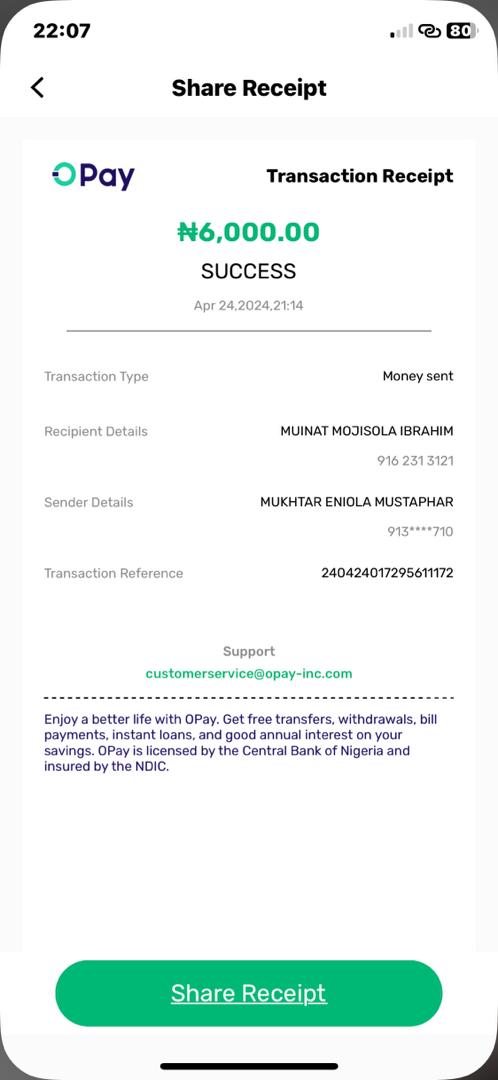 22:07
80
Share Receipt
OPay
Transaction Receipt
₦6,000.00
SUCCESS
Apr 24,2024,21:14
Transaction Type
Money sent
Recipient Details
MUINAT MOJISOLA IBRAHIM
916 231 3121
Sender Details
MUKHTAR ENIOLA MUSTAPHAR
913****710
Transaction Reference
240424017295611172
Support
customerservice@opay-inc.com
Enjoy a better life with OPay. Get free transfers, withdrawals, bill
payments, instant loans, and good annual interest on your
savings. OPay is licensed by the Central Bank of Nigeria and
insured by the NDIC.
Share Receipt